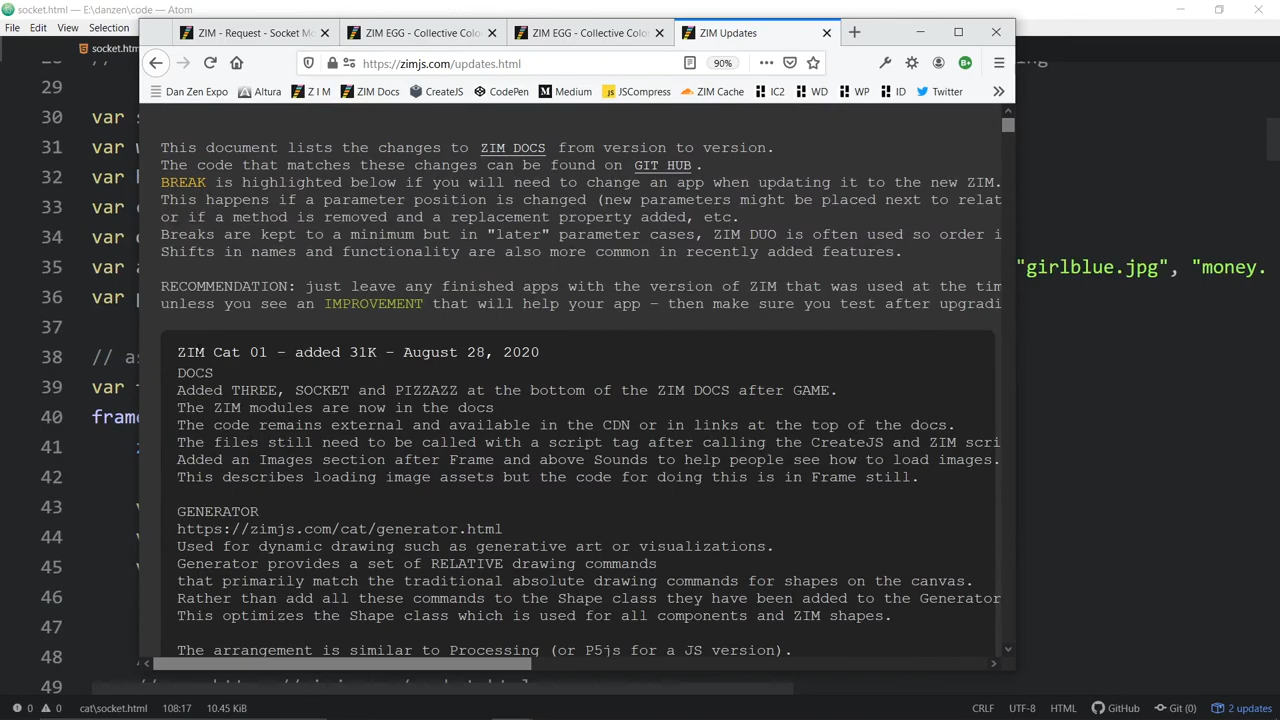 socket.html — E:\danzen\code — Atom
File Edit View Selection
socket.htm
ZIM - Request - Socket M
ZIM EGG - Collective Colo
ZIM EGG - Collective Colo
ZIM Updates
https://zimjs.com/updates.html
90%
Dan Zen Expo Altura Z I M ZIM Docs CreateJS CodePen Medium JSCompress ZIM Cache IC2 WD WP ID Twitter
This document lists the changes to ZIM DOCS from version to version.
The code that matches these changes can be found on GIT HUB.
BREAK is highlighted below if you will need to change an app when updating it to the new ZIM.
This happens if a parameter position is changed (new parameters might be placed next to relat
or if a method is removed and a replacement property added, etc.
Breaks are kept to a minimum but in "later" parameter cases, ZIM DUO is often used so order i
Shifts in names and functionality are also more common in recently added features.
RECOMMENDATION: just leave any finished apps with the version of ZIM that was used at the tim
unless you see an IMPROVEMENT that will help your app - then make sure you test after upgradi
ZIM Cat 01 - added 31K - August 28, 2020
DOCS
Added THREE, SOCKET and PIZZAZZ at the bottom of the ZIM DOCS after GAME.
The ZIM modules are now in the docs
The code remains external and available in the CDN or in links at the top of the docs.
The files still need to be called with a script tag after calling the CreateJS and ZIM scri
Added an Images section after Frame and above Sounds to help people see how to load images.
This describes loading image assets but the code for doing this is in Frame still.
GENERATOR
https://zimjs.com/cat/generator.html
Used for dynamic drawing such as generative art or visualizations.
Generator provides a set of RELATIVE drawing commands
that primarily match the traditional absolute drawing commands for shapes on the canvas.
Rather than add all these commands to the Shape class they have been added to the Generator
This optimizes the Shape class which is used for all components and ZIM shapes.
The arrangement is similar to Processing (or P5js for a JS version).
29
30 var s
31 var w
32 var h
33 var c
34 var
35 var a "girlblue.jpg", "money.
36 var p
37
38 // as
39 var
40 frame
41
42
43
44
45
46
47
48
49
0 0 cat\socket.html 108:17 10.45 KiB CRLF UTF-8 HTML GitHub Git (0) 2 updates